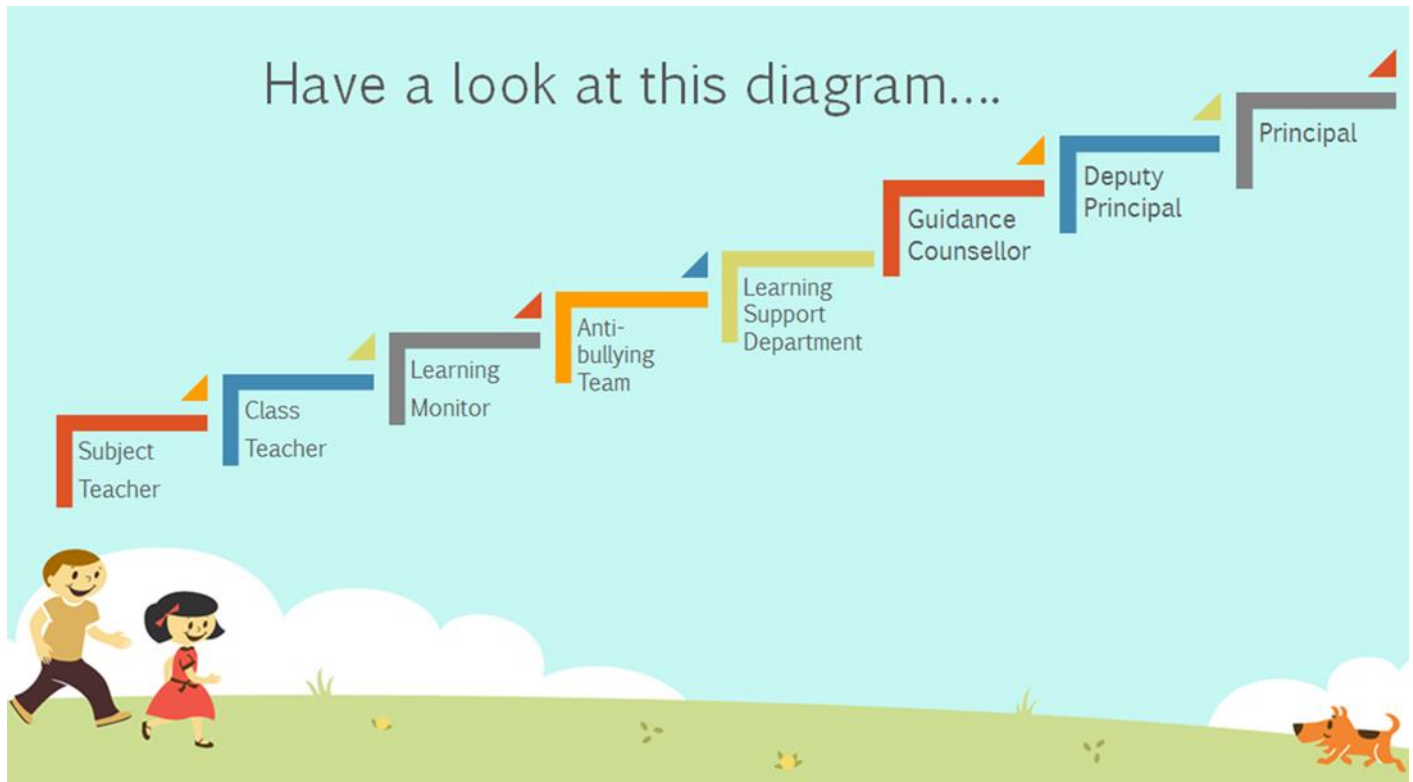 Have a look at this diagram....
Subject
Teacher
Class
Teacher
Learning
Monitor
Anti-
bullying
Team
Learning
Support
Department
Guidance
Counsellor
Deputy
Principal
Principal